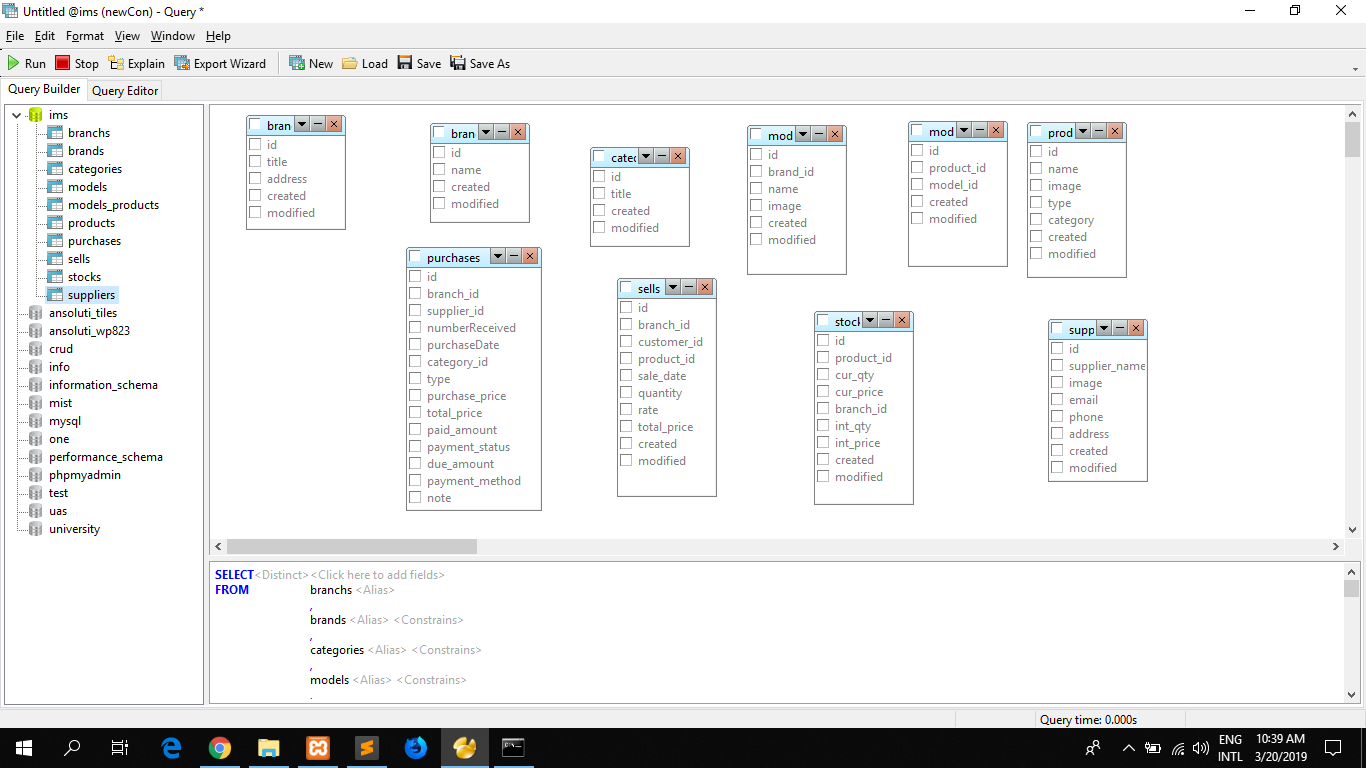 Untitled @ims (newCon) - Query *
File Edit Format View Window Help
Run Stop Explain Export Wizard New Load Save Save As
Query Builder Query Editor
ims
branchs
brands
categories
models
models_products
products
purchases
sells
stocks
suppliers
ansoluti_tiles
ansoluti_wp823
crud
info
information_schema
mist
mysql
one
performance_schema
phpmyadmin
test
uas
university
bran
id
title
address
created
modified
bran
id
name
created
modified
cate
id
title
created
modified
mod
id
brand_id
name
image
created
modified
mod
id
product_id
model_id
created
modified
prod
id
name
image
type
category
created
modified
purchases
id
branch_id
supplier_id
numberReceived
purchaseDate
category_id
type
purchase_price
total_price
paid_amount
payment_status
due_amount
payment_method
note
sells
id
branch_id
customer_id
product_id
sale_date
quantity
rate
total_price
created
modified
stock
id
product_id
cur_qty
cur_price
branch_id
int_qty
int_price
created
modified
supp
id
supplier_name
image
email
phone
address
created
modified
SELECT <Distinct> <Click here to add fields>
FROM branchs <Alias>
,
brands <Alias> <Constrains>
,
categories <Alias> <Constrains>
,
models <Alias> <Constrains>
Query time: 0.000s
ENG 10:39 AM
INTL 3/20/2019